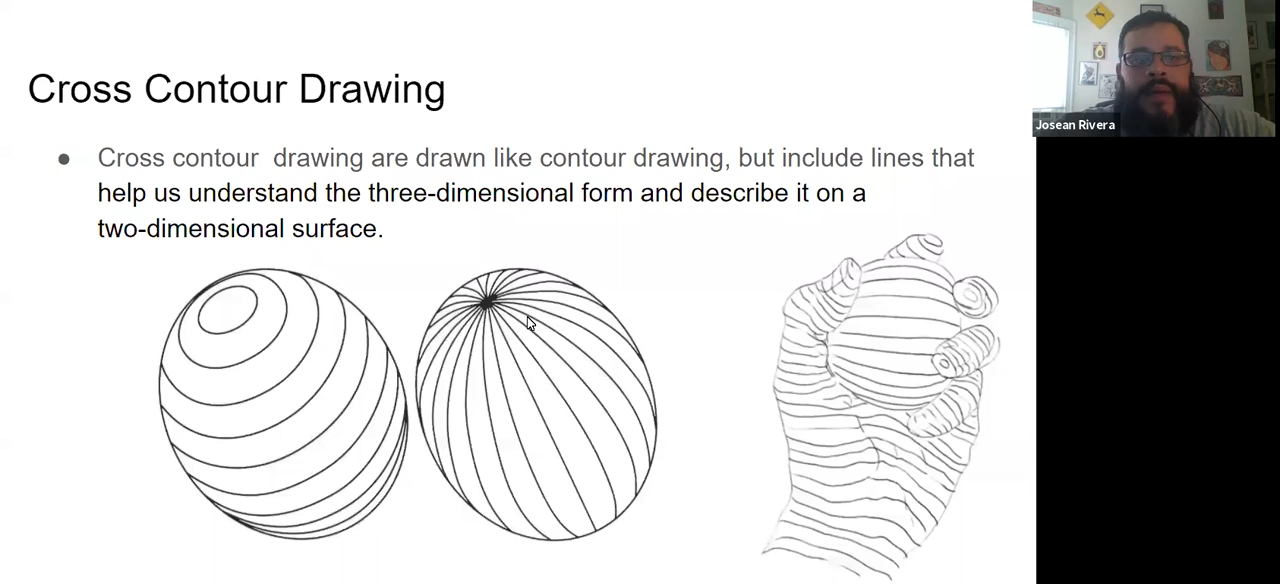 Cross Contour Drawing
● Cross contour  drawing are drawn like contour drawing, but include lines that
help us understand the three-dimensional form and describe it on a
two-dimensional surface.
Josean Rivera